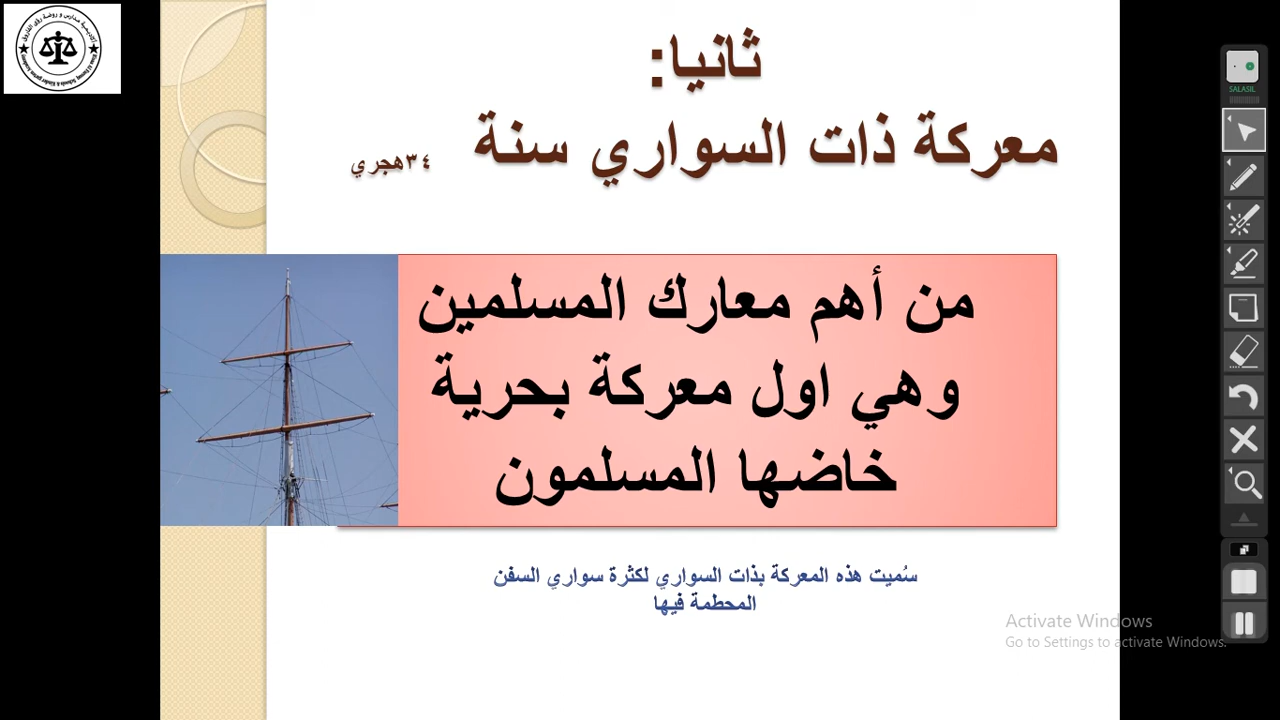 ثانيا:
معركة ذات السواري سنة ٣٤هجري
من أهم معارك المسلمين
وهي اول معركة بحرية
خاضها المسلمون
سُميت هذه المعركة بذات السواري لكثرة سواري السفن
المحطمة فيها
SALASIL
Activate Windows
Go to Settings to activate Windows.